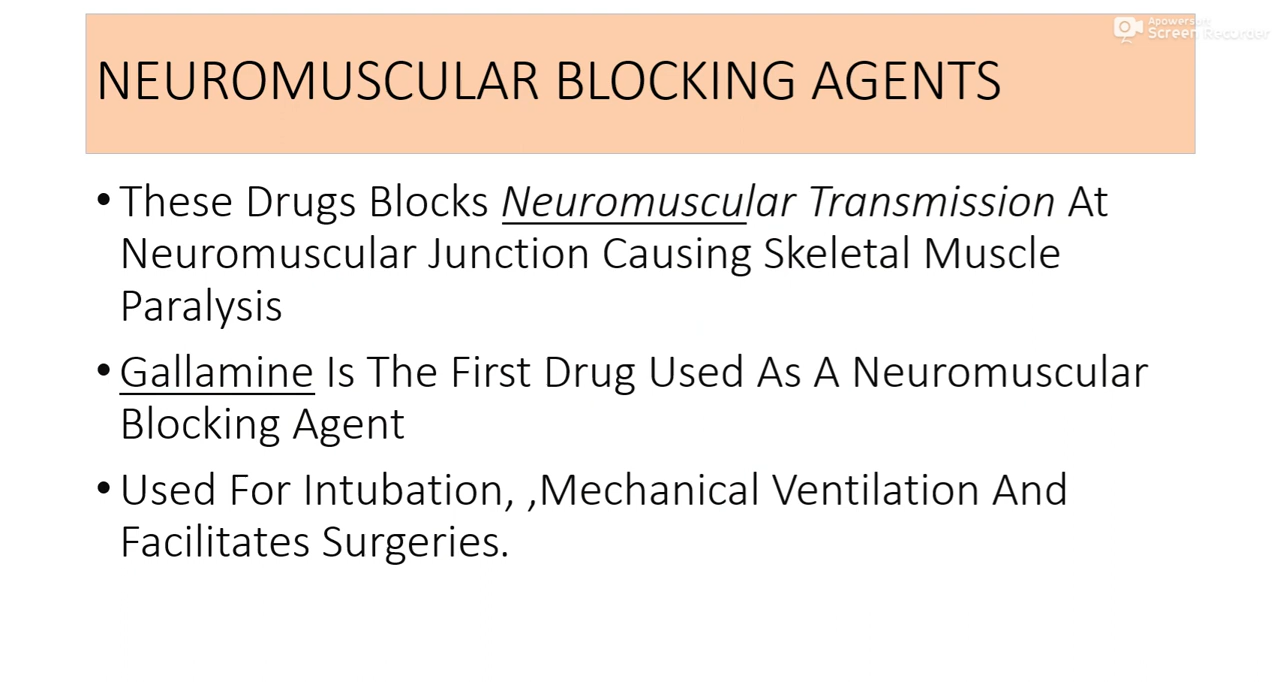 Apowersoft
Screen Recorder
NEUROMUSCULAR BLOCKING AGENTS
•These Drugs Blocks Neuromuscular Transmission At
Neuromuscular Junction Causing Skeletal Muscle
Paralysis
•Gallamine Is The First Drug Used As A Neuromuscular
Blocking Agent
•Used For Intubation, ,Mechanical Ventilation And
Facilitates Surgeries.